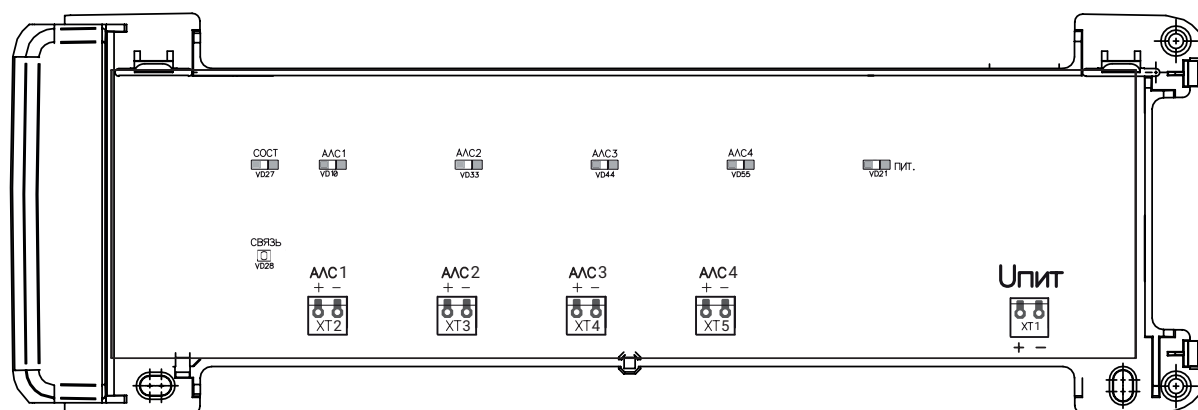 СОСТ АЛС1 АЛС2 АЛС3 АЛС4
ПИТ.
VD27 VD10 VD33 VD44 VD55 VD21
СВЯЗЬ
VD28
АЛС1 АЛС2 АЛС3 АЛС4 Uпит
+ − + − + − + −
XT2 XT3 XT4 XT5 XT1
+ −